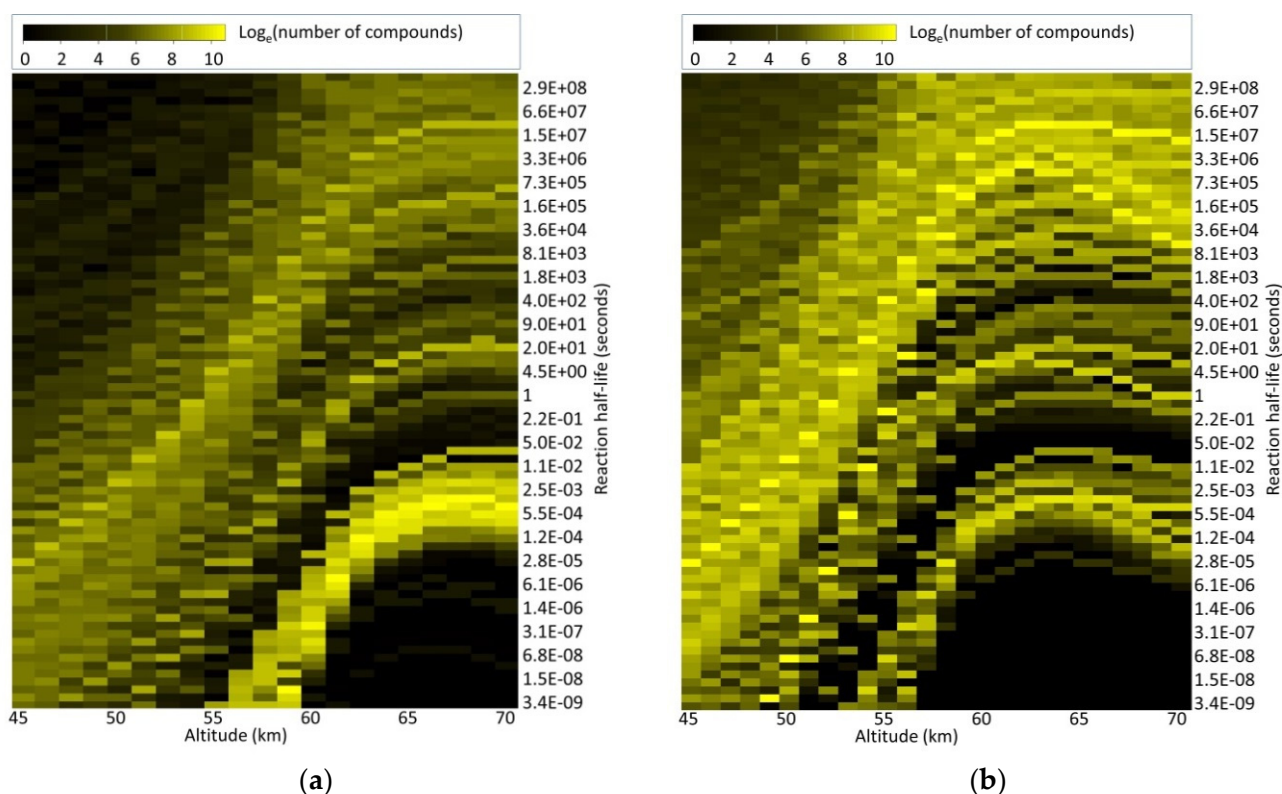 Logₑ(number of compounds)
0 2 4 6 8 10
2.9E+08
6.6E+07
1.5E+07
3.3E+06
7.3E+05
1.6E+05
3.6E+04
8.1E+03
1.8E+03
4.0E+02
9.0E+01
2.0E+01
4.5E+00
1
2.2E-01
5.0E-02
1.1E-02
2.5E-03
5.5E-04
1.2E-04
2.8E-05
6.1E-06
1.4E-06
3.1E-07
6.8E-08
1.5E-08
3.4E-09
Reaction half-life (seconds)
45 50 55 60 65 70
Altitude (km)
(a)
Logₑ(number of compounds)
0 2 4 6 8 10
2.9E+08
6.6E+07
1.5E+07
3.3E+06
7.3E+05
1.6E+05
3.6E+04
8.1E+03
1.8E+03
4.0E+02
9.0E+01
2.0E+01
4.5E+00
1
2.2E-01
5.0E-02
1.1E-02
2.5E-03
5.5E-04
1.2E-04
2.8E-05
6.1E-06
1.4E-06
3.1E-07
6.8E-08
1.5E-08
3.4E-09
Reaction half-life (seconds)
45 50 55 60 65 70
Altitude (km)
(b)